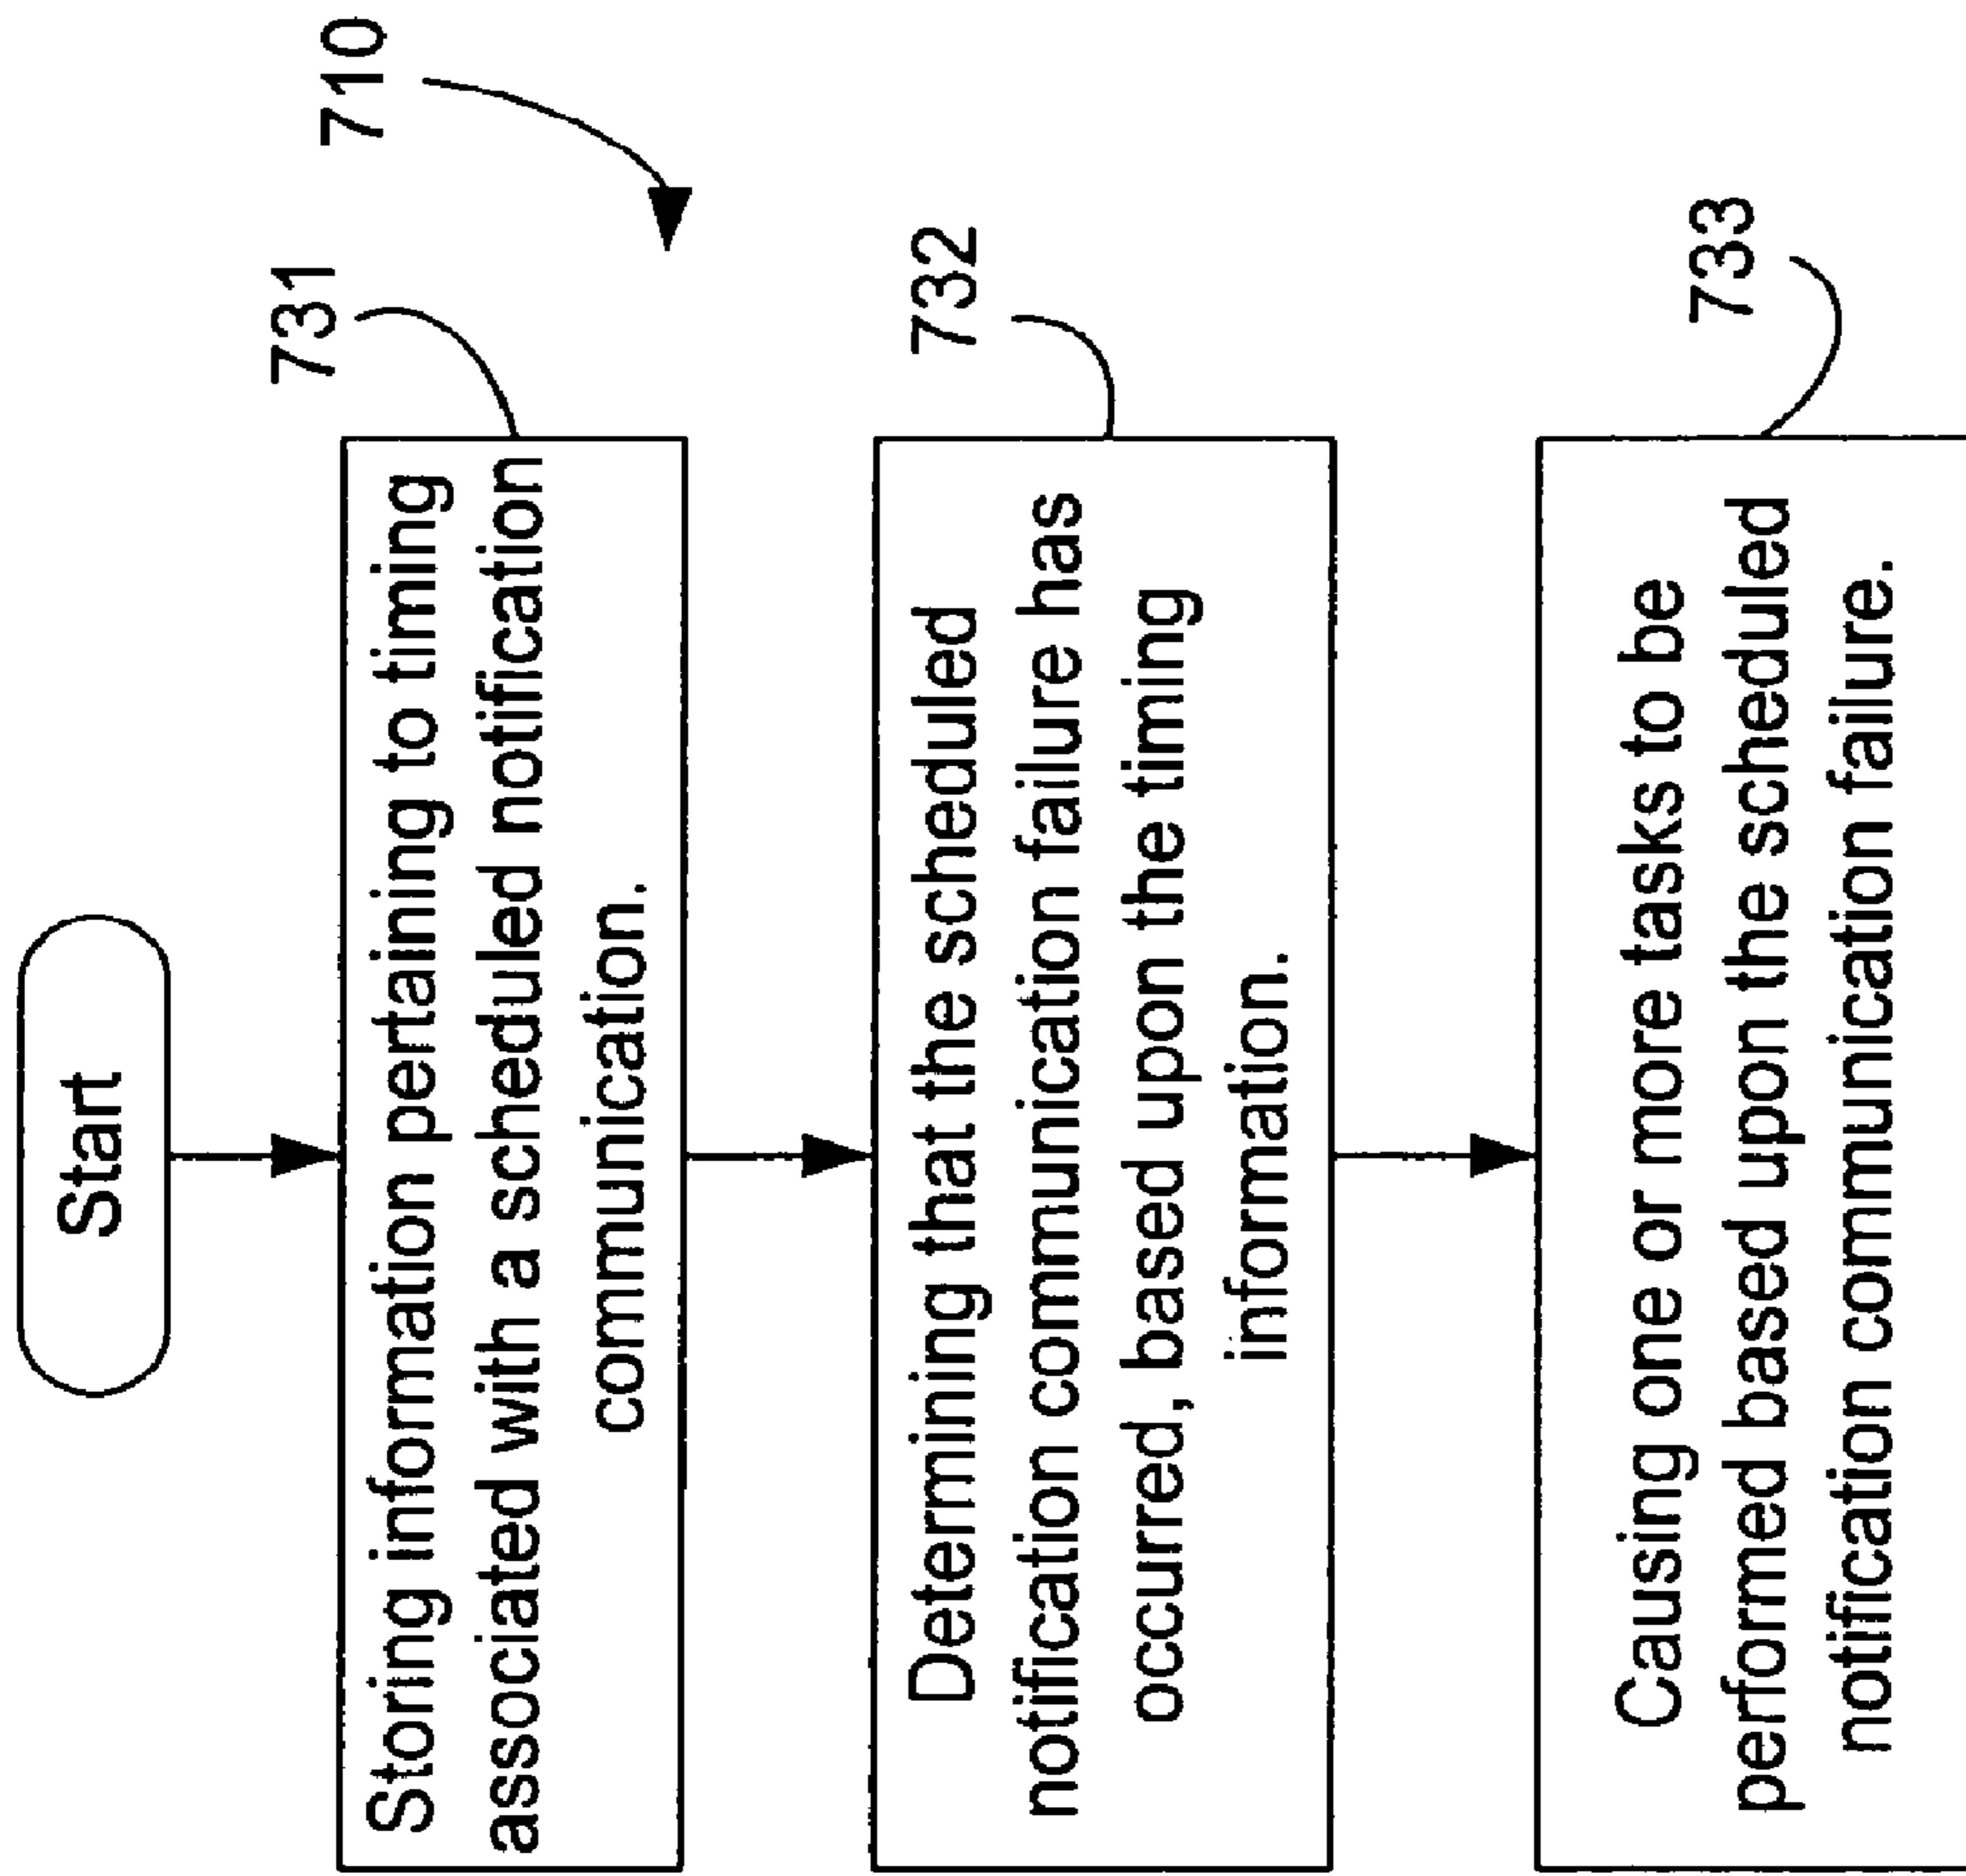 Start
710
731
Storing information pertaining to timing
associated with a scheduled notification
communication.
732
Determining that the scheduled
notification communication failure has
occurred, based upon the timing
information.
733
Causing one or more tasks to be
performed based upon the scheduled
notification communication failure.